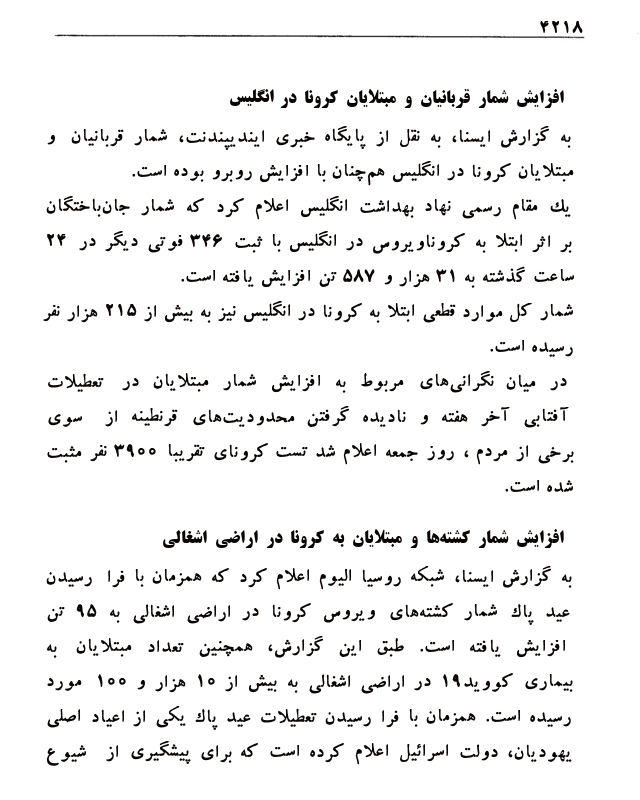 ۴۲۱۸
افزایش شمار قربانیان و مبتلایان کرونا در انگلیس
به گزارش ایسنا، به نقل از پایگاه خبری ایندیپندنت، شمار قربانیان و
مبتلایان کرونا در انگلیس هم‌چنان با افزایش روبرو بوده است.
یك مقام رسمی نهاد بهداشت انگلیس اعلام کرد که شمار جان‌باختگان
بر اثر ابتلا به کروناویروس در انگلیس با ثبت ۳۴۶ فوتی دیگر در ۲۴
ساعت گذشته به ۳۱ هزار و ۵۸۷ تن افزایش یافته است.
شمار کل موارد قطعی ابتلا به کرونا در انگلیس نیز به بیش از ۲۱۵ هزار نفر
رسیده است.
در میان نگرانی‌های مربوط به افزایش شمار مبتلایان در تعطیلات
آفتابی آخر هفته و نادیده گرفتن محدودیت‌های قرنطینه از سوی
برخی از مردم ، روز جمعه اعلام شد تست کرونای تقریبا ۳۹۰۰ نفر مثبت
شده است.
افزایش شمار کشته‌ها و مبتلایان به کرونا در اراضی اشغالی
به گزارش ایسنا، شبکه روسیا الیوم اعلام کرد که همزمان با فرا رسیدن
عید پاك شمار کشته‌های ویروس کرونا در اراضی اشغالی به ۹۵ تن
افزایش یافته است. طبق این گزارش، همچنین تعداد مبتلایان به
بیماری کووید۱۹ در اراضی اشغالی به بیش از ۱۰ هزار و ۱۰۰ مورد
رسیده است. همزمان با فرا رسیدن تعطیلات عید پاك یکی از اعیاد اصلی
یهودیان، دولت اسرائیل اعلام کرده است که برای پیشگیری از شیوع